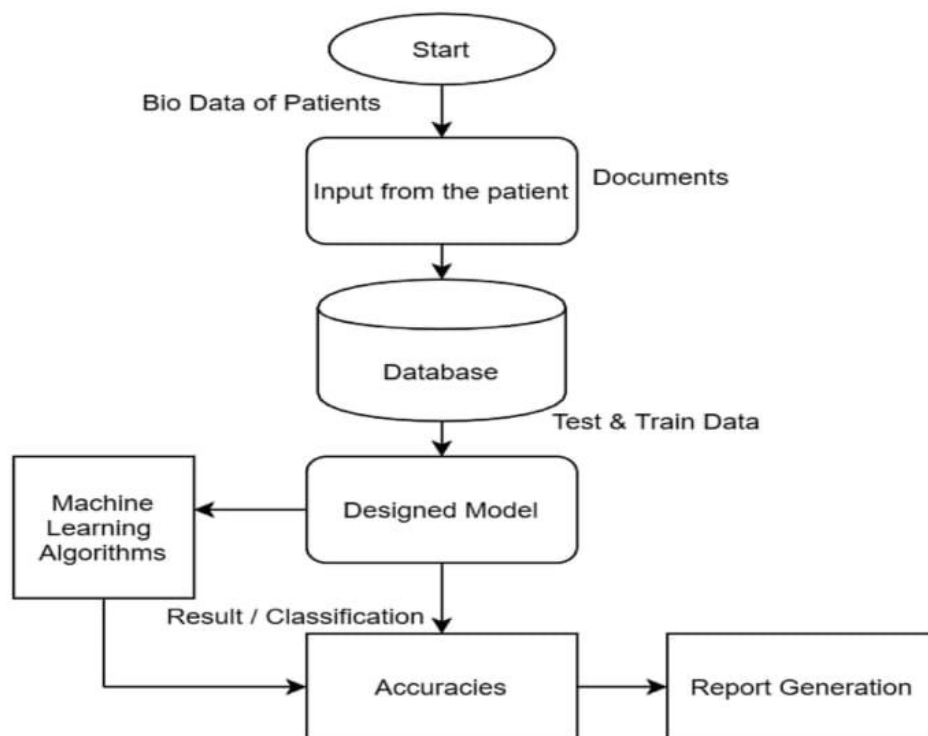 Start
Bio Data of Patients
Input from the patient
Documents
Database
Test & Train Data
Machine
Learning
Algorithms
Designed Model
Result / Classification
Accuracies
Report Generation